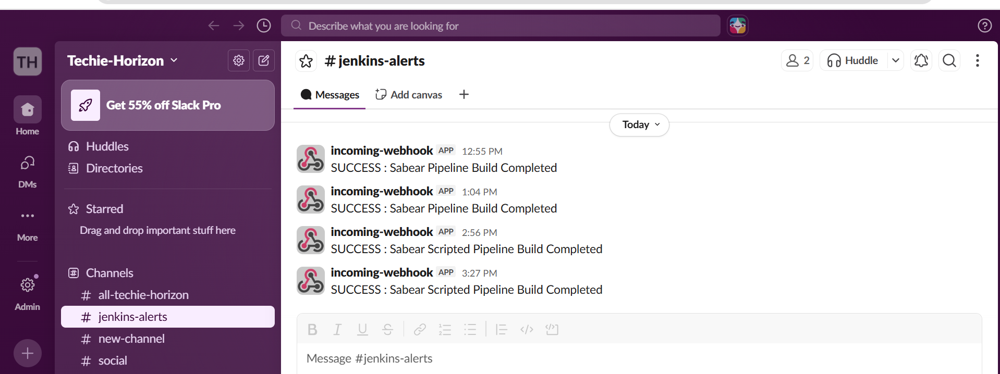 Describe what you are looking for
TH
Home
DMs
More
Admin
Techie-Horizon
Get 55% off Slack Pro
Huddles
Directories
Starred
Drag and drop important stuff here
Channels
# all-techie-horizon
# jenkins-alerts
# new-channel
# social
# jenkins-alerts
2
Huddle
Messages
Add canvas
Today
incoming-webhook APP 12:55 PM
SUCCESS : Sabear Pipeline Build Completed
incoming-webhook APP 1:04 PM
SUCCESS : Sabear Pipeline Build Completed
incoming-webhook APP 2:56 PM
SUCCESS : Sabear Scripted Pipeline Build Completed
incoming-webhook APP 3:27 PM
SUCCESS : Sabear Scripted Pipeline Build Completed
Message #jenkins-alerts